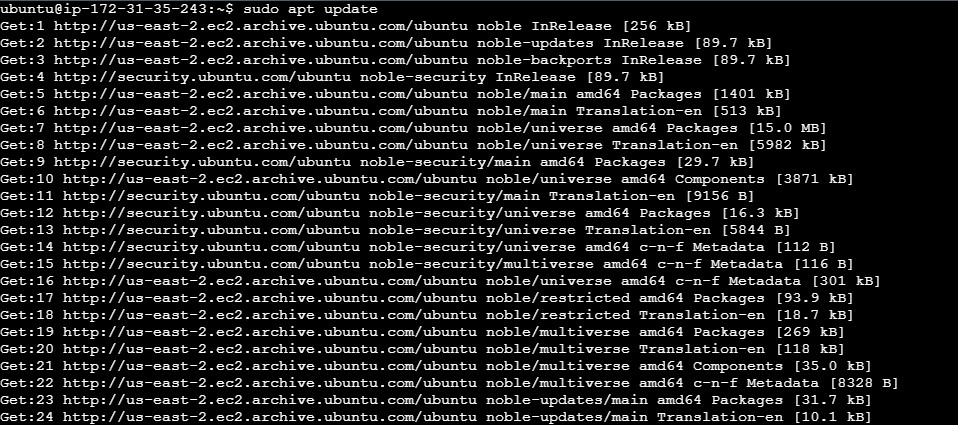 ubuntu@ip-172-31-35-243:~$ sudo apt update
Get:1 http://us-east-2.ec2.archive.ubuntu.com/ubuntu noble InRelease [256 kB]
Get:2 http://us-east-2.ec2.archive.ubuntu.com/ubuntu noble-updates InRelease [89.7 kB]
Get:3 http://us-east-2.ec2.archive.ubuntu.com/ubuntu noble-backports InRelease [89.7 kB]
Get:4 http://security.ubuntu.com/ubuntu noble-security InRelease [89.7 kB]
Get:5 http://us-east-2.ec2.archive.ubuntu.com/ubuntu noble/main amd64 Packages [1401 kB]
Get:6 http://us-east-2.ec2.archive.ubuntu.com/ubuntu noble/main Translation-en [513 kB]
Get:7 http://us-east-2.ec2.archive.ubuntu.com/ubuntu noble/universe amd64 Packages [15.0 MB]
Get:8 http://us-east-2.ec2.archive.ubuntu.com/ubuntu noble/universe Translation-en [5982 kB]
Get:9 http://security.ubuntu.com/ubuntu noble-security/main amd64 Packages [29.7 kB]
Get:10 http://us-east-2.ec2.archive.ubuntu.com/ubuntu noble/universe amd64 Components [3871 kB]
Get:11 http://security.ubuntu.com/ubuntu noble-security/main Translation-en [9156 B]
Get:12 http://security.ubuntu.com/ubuntu noble-security/universe amd64 Packages [16.3 kB]
Get:13 http://security.ubuntu.com/ubuntu noble-security/universe Translation-en [5844 B]
Get:14 http://security.ubuntu.com/ubuntu noble-security/universe amd64 c-n-f Metadata [112 B]
Get:15 http://security.ubuntu.com/ubuntu noble-security/multiverse amd64 c-n-f Metadata [116 B]
Get:16 http://us-east-2.ec2.archive.ubuntu.com/ubuntu noble/universe amd64 c-n-f Metadata [301 kB]
Get:17 http://us-east-2.ec2.archive.ubuntu.com/ubuntu noble/restricted amd64 Packages [93.9 kB]
Get:18 http://us-east-2.ec2.archive.ubuntu.com/ubuntu noble/restricted Translation-en [18.7 kB]
Get:19 http://us-east-2.ec2.archive.ubuntu.com/ubuntu noble/multiverse amd64 Packages [269 kB]
Get:20 http://us-east-2.ec2.archive.ubuntu.com/ubuntu noble/multiverse Translation-en [118 kB]
Get:21 http://us-east-2.ec2.archive.ubuntu.com/ubuntu noble/multiverse amd64 Components [35.0 kB]
Get:22 http://us-east-2.ec2.archive.ubuntu.com/ubuntu noble/multiverse amd64 c-n-f Metadata [8328 B]
Get:23 http://us-east-2.ec2.archive.ubuntu.com/ubuntu noble-updates/main amd64 Packages [31.7 kB]
Get:24 http://us-east-2.ec2.archive.ubuntu.com/ubuntu noble-updates/main Translation-en [10.1 kB]